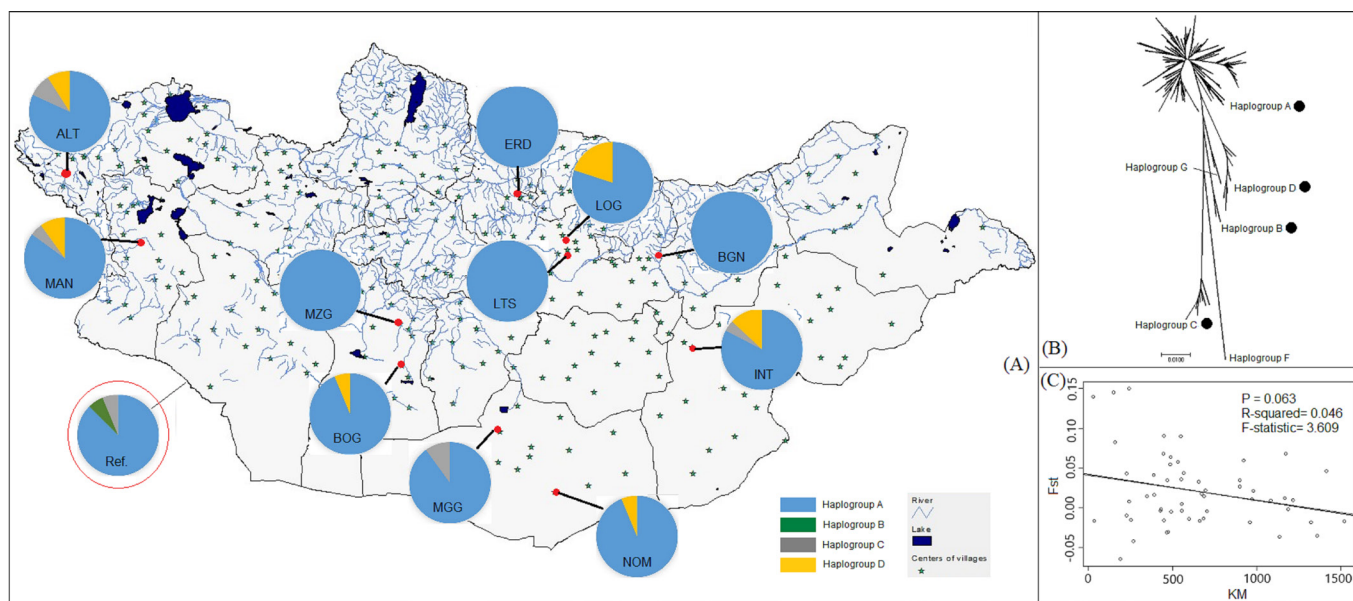 ALT
ERD
LOG
MAN
BGN
MZG
LTS
INT
BOG
Ref.
MGG
NOM
Haplogroup A
Haplogroup B
Haplogroup C
Haplogroup D
River
Lake
Centers of villages
(A)
Haplogroup A
Haplogroup G
Haplogroup D
Haplogroup B
Haplogroup C
Haplogroup F
0.0100
(B)
(C)
P = 0.063
R-squared= 0.046
F-statistic= 3.609
Fst
0.15
0.10
0.05
0.00
-0.05
0
500
1000
1500
KM